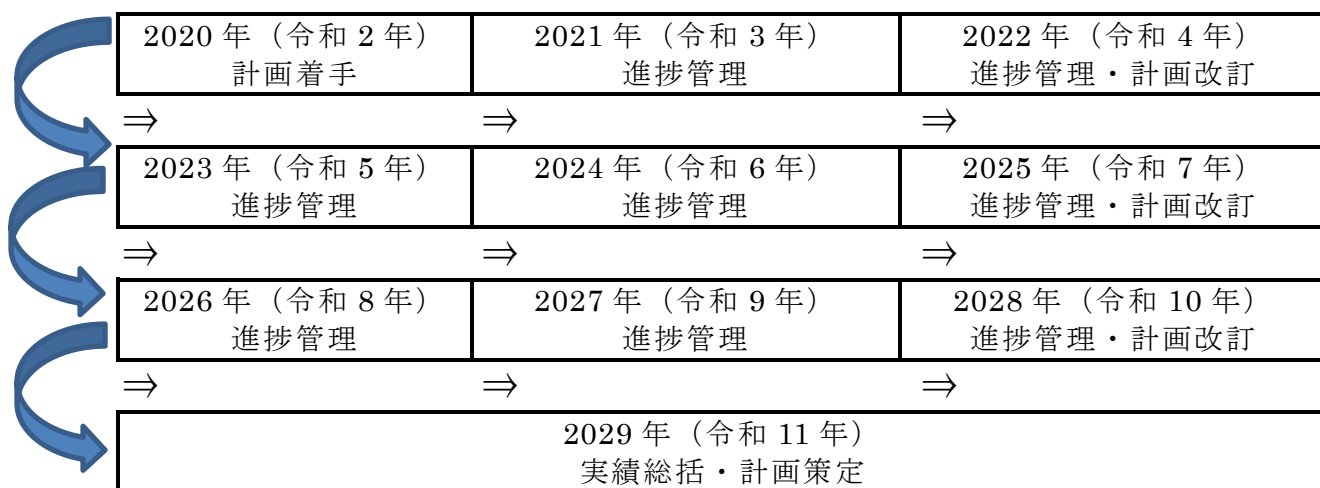 2020 年（令和 2 年）
計画着手
2021 年（令和 3 年）
進捗管理
2022 年（令和 4 年）
進捗管理・計画改訂
⇒ ⇒ ⇒
2023 年（令和 5 年）
進捗管理
2024 年（令和 6 年）
進捗管理
2025 年（令和 7 年）
進捗管理・計画改訂
⇒ ⇒ ⇒
2026 年（令和 8 年）
進捗管理
2027 年（令和 9 年）
進捗管理
2028 年（令和 10 年）
進捗管理・計画改訂
⇒ ⇒ ⇒
2029 年（令和 11 年）
実績総括・計画策定